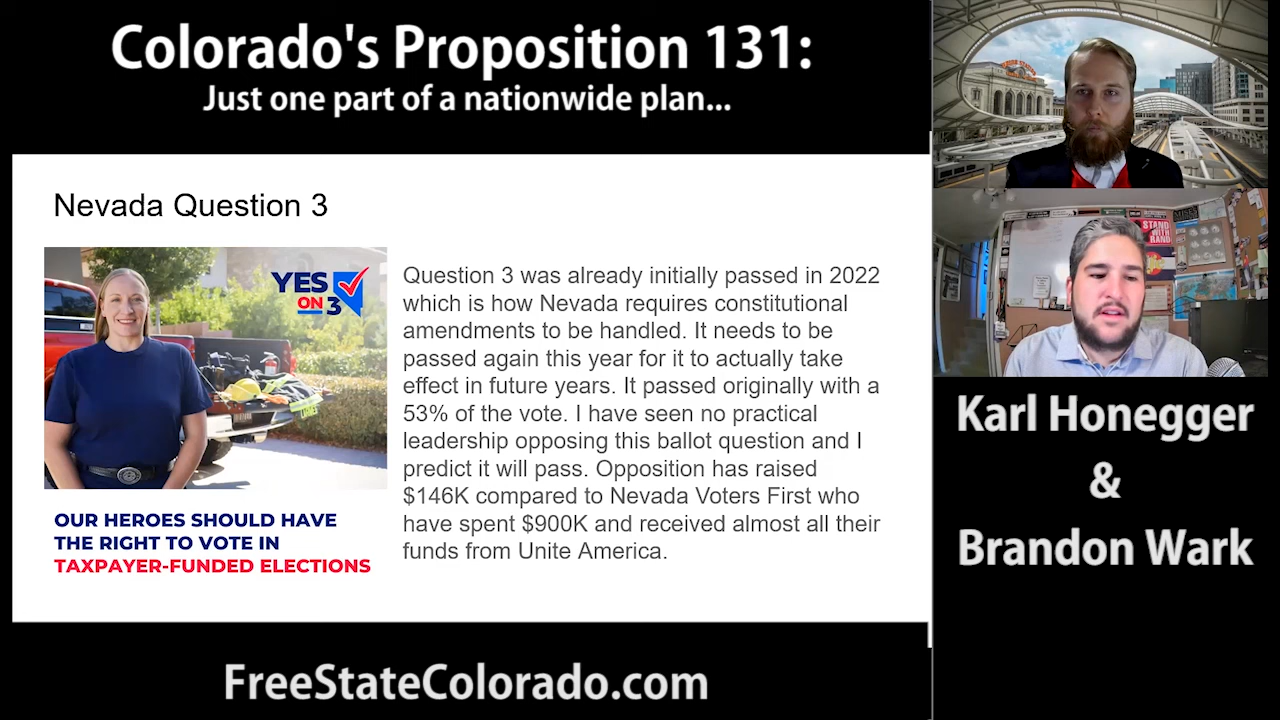 Colorado's Proposition 131:
Just one part of a nationwide plan...
Nevada Question 3
YES
ON 3
OUR HEROES SHOULD HAVE
THE RIGHT TO VOTE IN
TAXPAYER-FUNDED ELECTIONS
Question 3 was already initially passed in 2022
which is how Nevada requires constitutional
amendments to be handled. It needs to be
passed again this year for it to actually take
effect in future years. It passed originally with a
53% of the vote. I have seen no practical
leadership opposing this ballot question and I
predict it will pass. Opposition has raised
$146K compared to Nevada Voters First who
have spent $900K and received almost all their
funds from Unite America.
STAND
WITH
RAND
Karl Honegger
&
Brandon Wark
FreeStateColorado.com